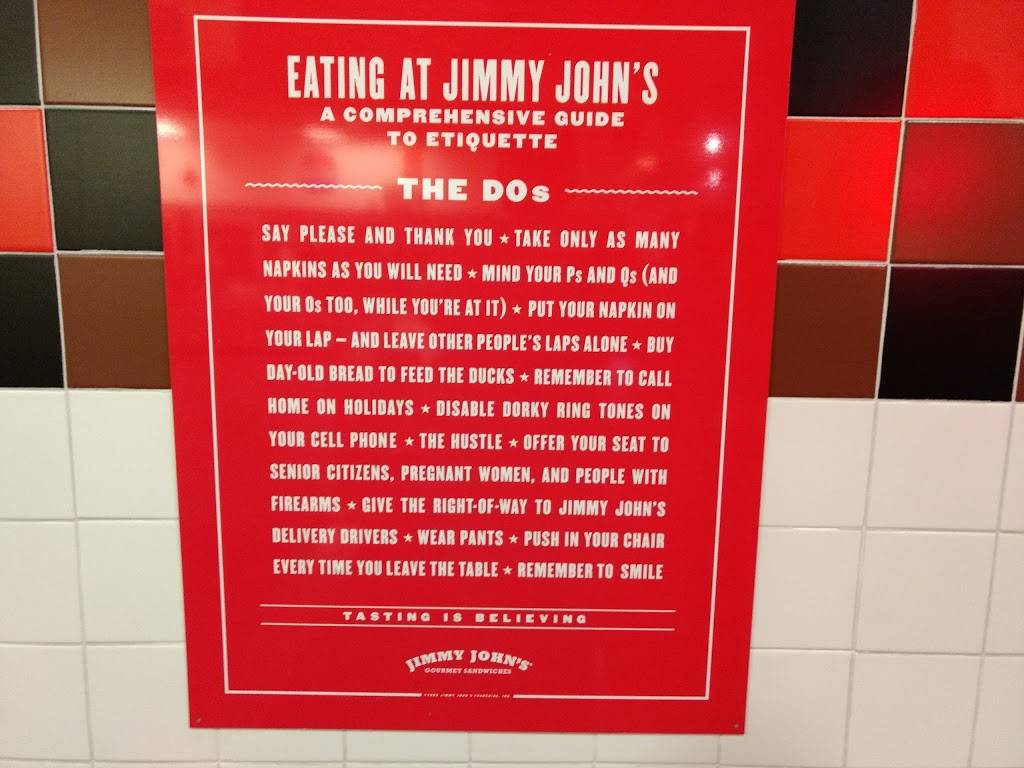 EATING AT JIMMY JOHN'S
A COMPREHENSIVE GUIDE
TO ETIQUETTE
THE DOs
SAY PLEASE AND THANK YOU ★ TAKE ONLY AS MANY
NAPKINS AS YOU WILL NEED ★ MIND YOUR Ps AND Qs (AND
YOUR Os TOO, WHILE YOU'RE AT IT) ★ PUT YOUR NAPKIN ON
YOUR LAP – AND LEAVE OTHER PEOPLE'S LAPS ALONE ★ BUY
DAY-OLD BREAD TO FEED THE DUCKS ★ REMEMBER TO CALL
HOME ON HOLIDAYS ★ DISABLE DORKY RING TONES ON
YOUR CELL PHONE ★ THE HUSTLE ★ OFFER YOUR SEAT TO
SENIOR CITIZENS, PREGNANT WOMEN, AND PEOPLE WITH
FIREARMS ★ GIVE THE RIGHT-OF-WAY TO JIMMY JOHN'S
DELIVERY DRIVERS ★ WEAR PANTS ★ PUSH IN YOUR CHAIR
EVERY TIME YOU LEAVE THE TABLE ★ REMEMBER TO SMILE
TASTING IS BELIEVING
JIMMY JOHN'S
GOURMET SANDWICHES
JIMMY JOHN'S FRANCHISE, INC